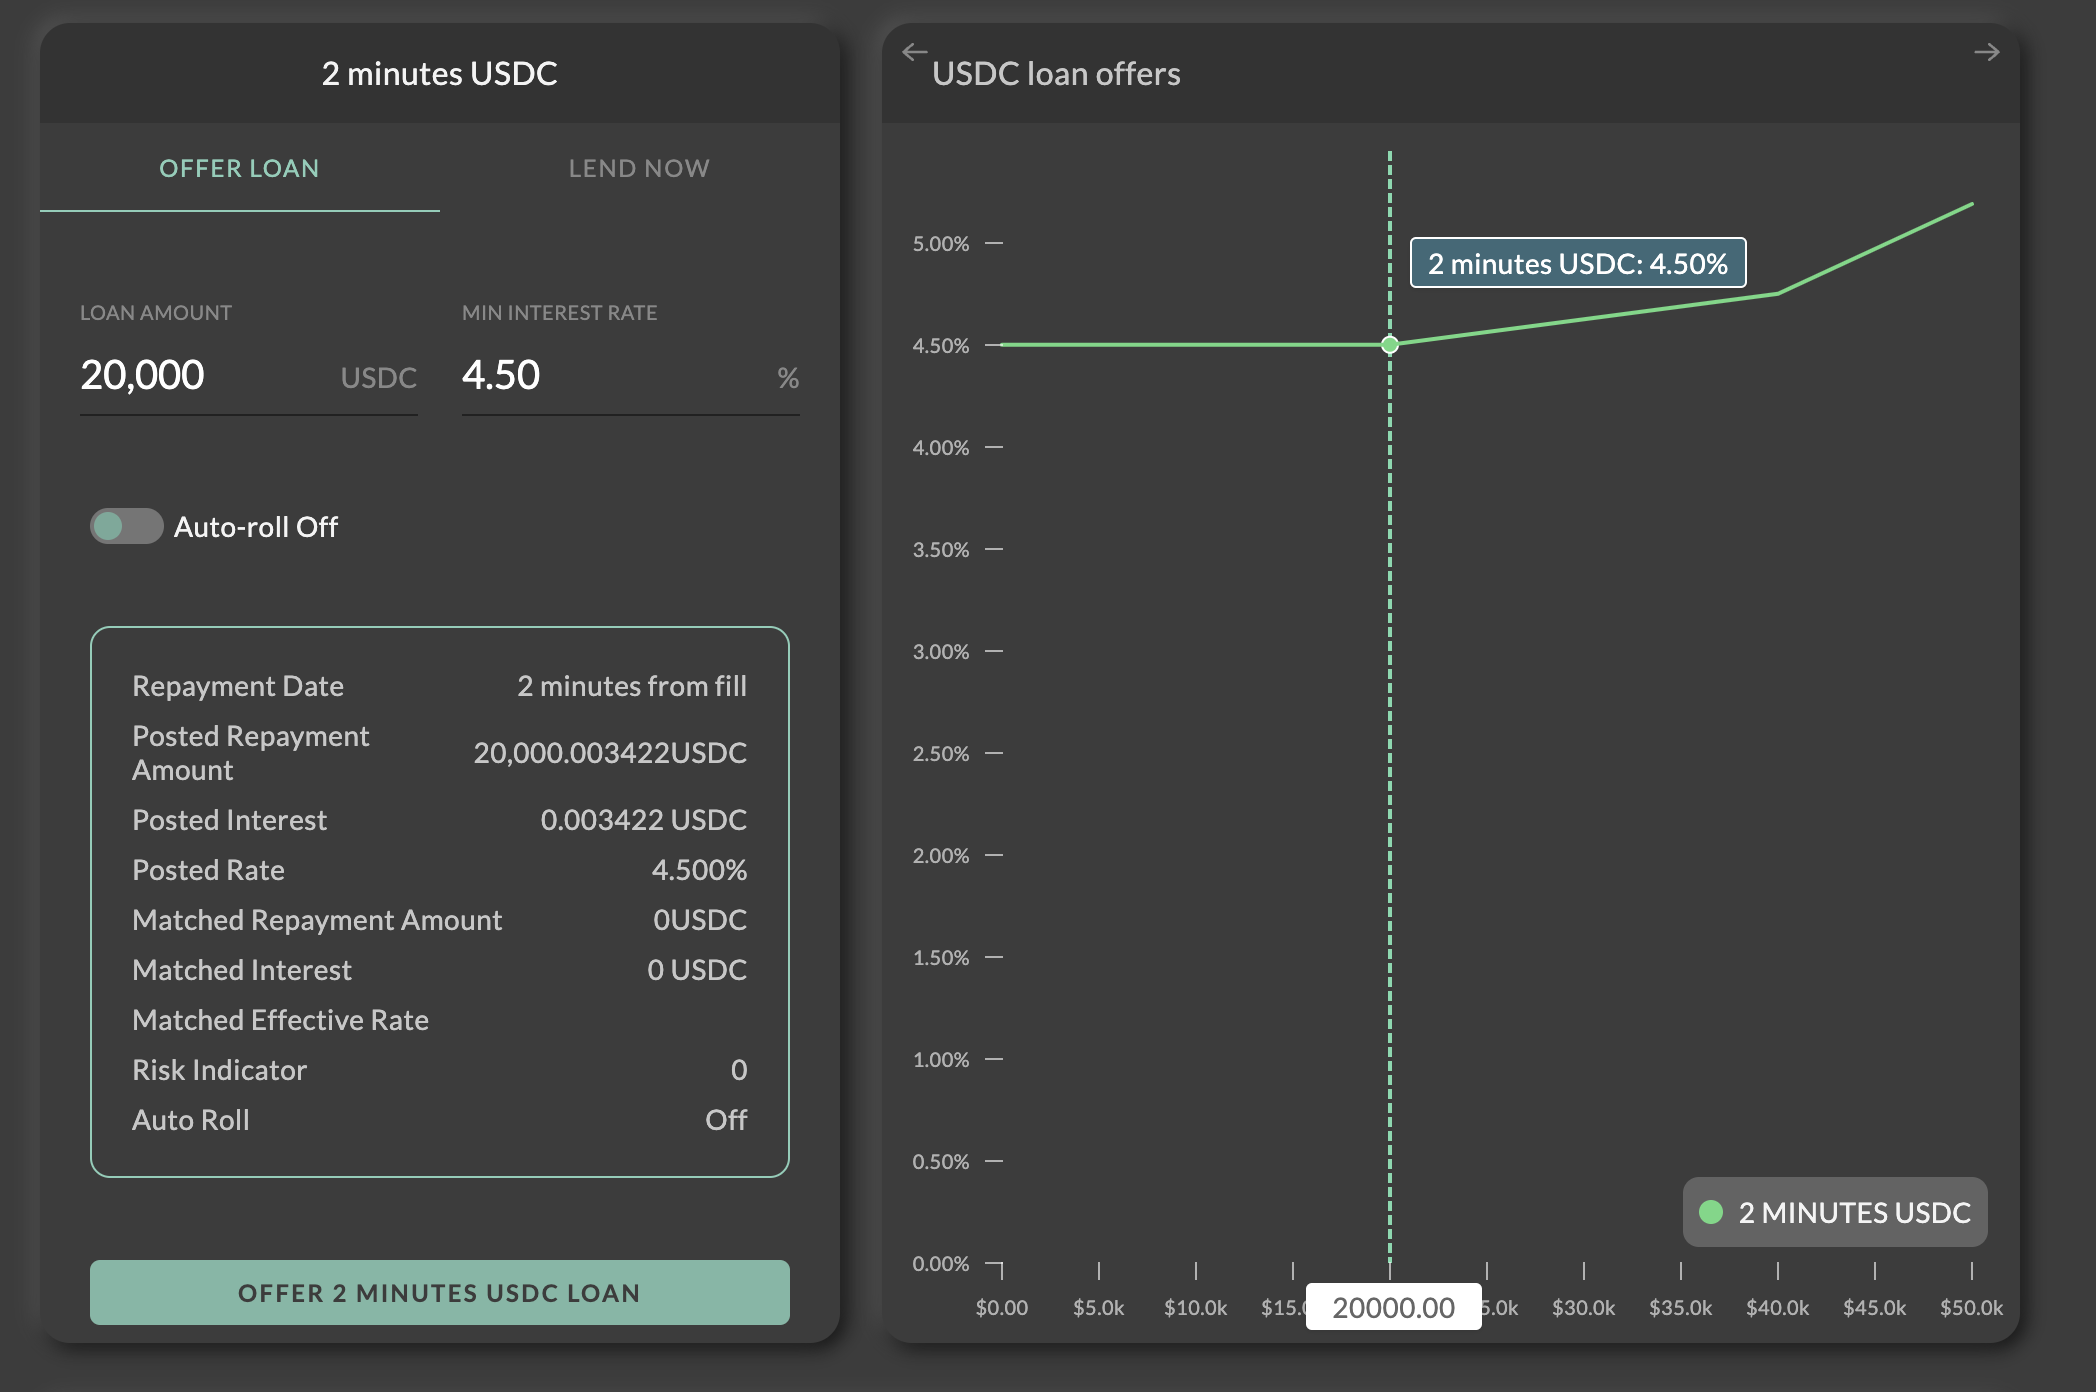 2 minutes USDC
OFFER LOAN
LEND NOW
LOAN AMOUNT
MIN INTEREST RATE
20,000 USDC
4.50 %
Auto-roll Off
Repayment Date 2 minutes from fill
Posted Repayment
Amount
20,000.003422USDC
Posted Interest 0.003422 USDC
Posted Rate 4.500%
Matched Repayment Amount 0USDC
Matched Interest 0 USDC
Matched Effective Rate
Risk Indicator 0
Auto Roll Off
OFFER 2 MINUTES USDC LOAN
USDC loan offers
2 minutes USDC: 4.50%
5.00%
4.50%
4.00%
3.50%
3.00%
2.50%
2.00%
1.50%
1.00%
0.50%
0.00%
2 MINUTES USDC
$0.00 $5.0k $10.0k 20000.00 $30.0k $35.0k $40.0k $45.0k $50.0k